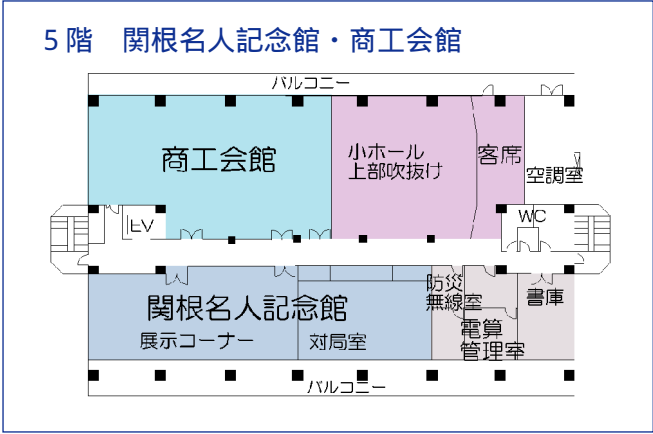 5階　関根名人記念館・商工会館
バルコニー
商工会館
小ホール
上部吹抜け
客席
空調室
EV
WC
防災
無線室
書庫
関根名人記念館
展示コーナー
対局室
電算
管理室
バルコニー